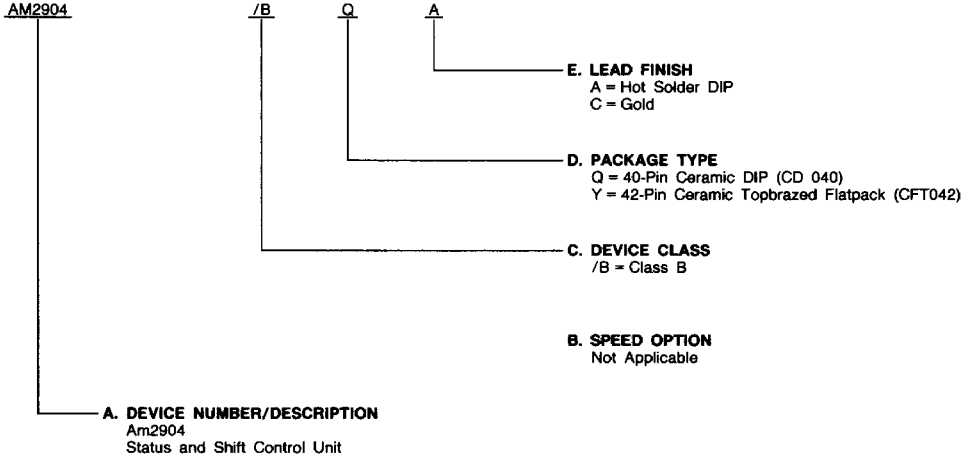 AM2904 /B Q A
E. LEAD FINISH
A = Hot Solder DIP
C = Gold
D. PACKAGE TYPE
Q = 40-Pin Ceramic DIP (CD 040)
Y = 42-Pin Ceramic Topbrazed Flatpack (CFT042)
C. DEVICE CLASS
/B = Class B
B. SPEED OPTION
Not Applicable
A. DEVICE NUMBER/DESCRIPTION
Am2904
Status and Shift Control Unit